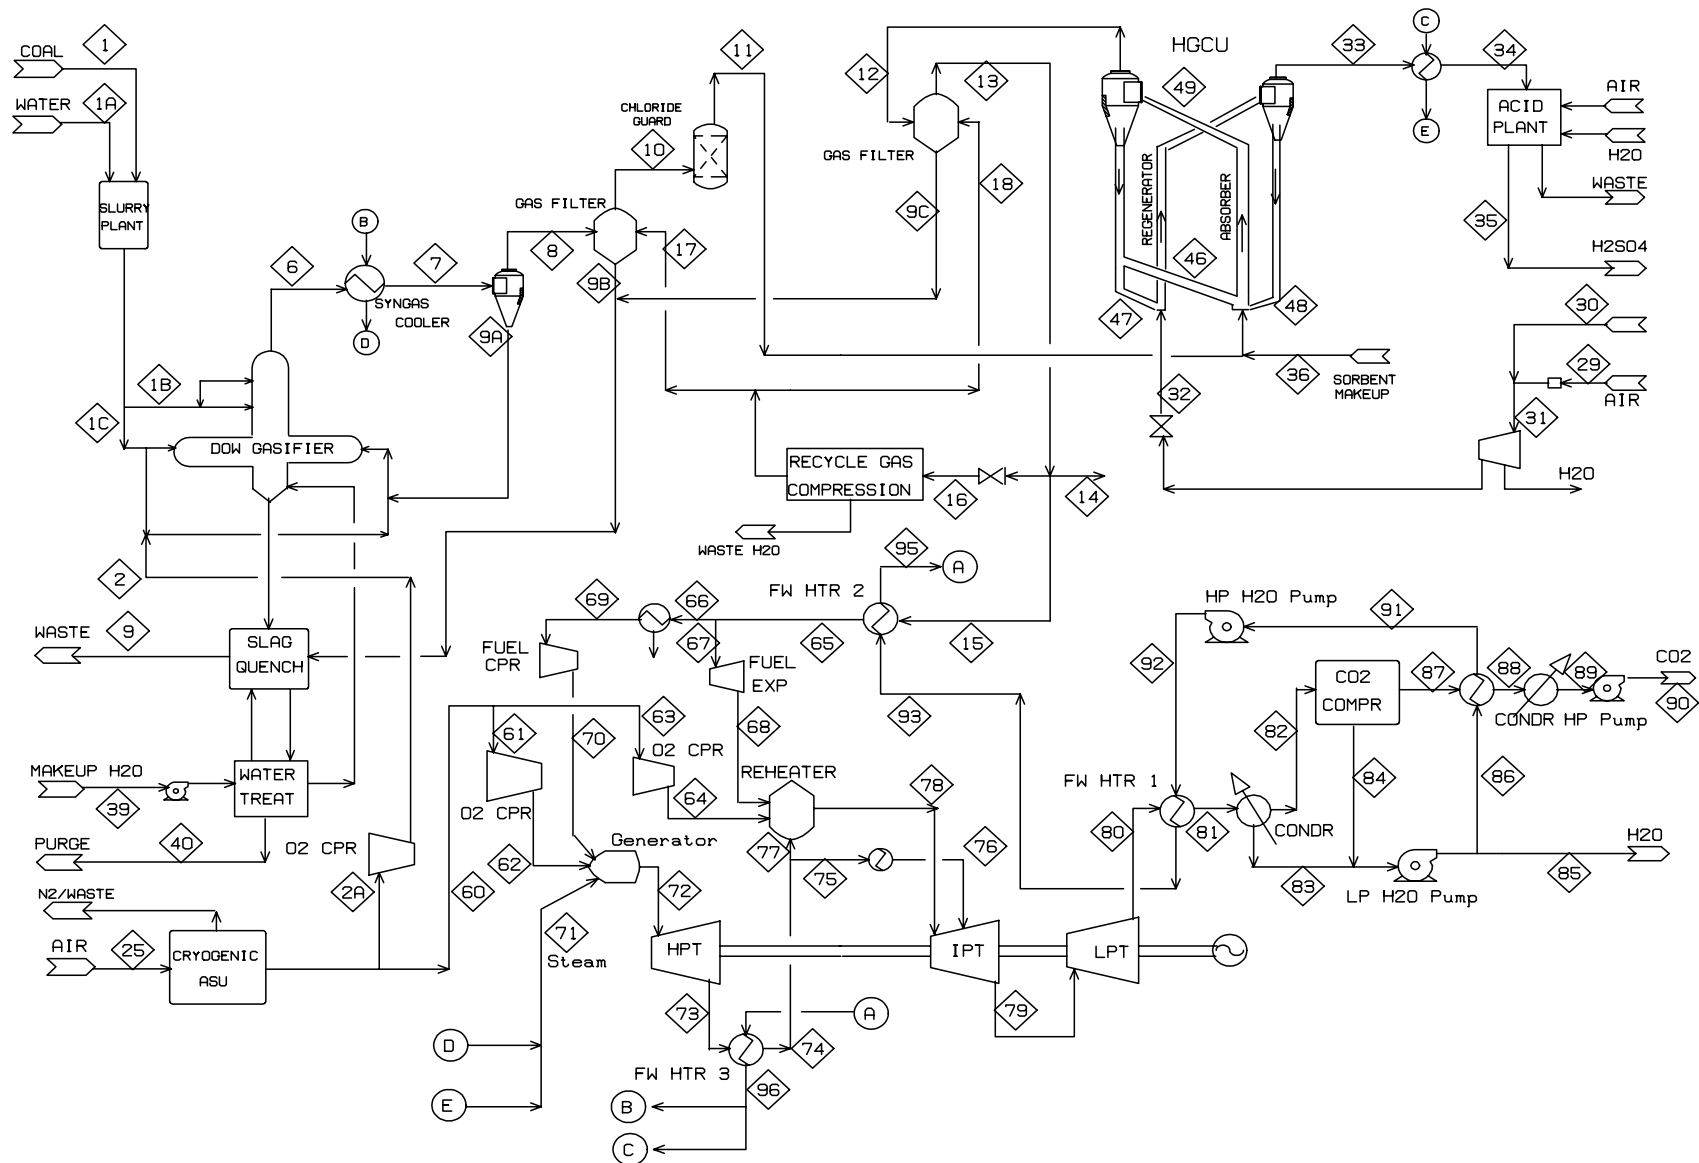 COAL
1
WATER
1A
SLURRY
PLANT
1B
1C
6
B
7
SYNGAS
COOLER
D
8
9A
GAS FILTER
9B
17
10
CHLORIDE
GUARD
11
12
13
GAS FILTER
9C
18
HGCU
49
REGENERATOR
ABSORBER
46
47
48
33
C
E
34
ACID
PLANT
AIR
H2O
WASTE
35
H2SO4
30
29
AIR
31
H2O
32
36
SORBENT
MAKEUP
DOW GASIFIER
RECYCLE GAS
COMPRESSION
16
14
WASTE H2O
2
WASTE
9
SLAG
QUENCH
MAKEUP H2O
39
WATER
TREAT
PURGE
40
O2 CPR
2A
N2/WASTE
AIR
25
CRYOGENIC
ASU
60
95
A
FW HTR 2
15
65
66
67
69
FUEL
CPR
FUEL
EXP
93
61
63
70
68
O2 CPR
O2 CPR
62
64
REHEATER
78
Generator
77
75
76
72
71
Steam
HPT
IPT
LPT
73
79
A
74
FW HTR 3
96
D
E
B
C
HP H2O Pump
91
92
FW HTR 1
80
81
CONDR
82
CO2
COMPR
87
88
89
CO2
90
CONDR HP Pump
84
86
83
LP H2O Pump
85
H2O